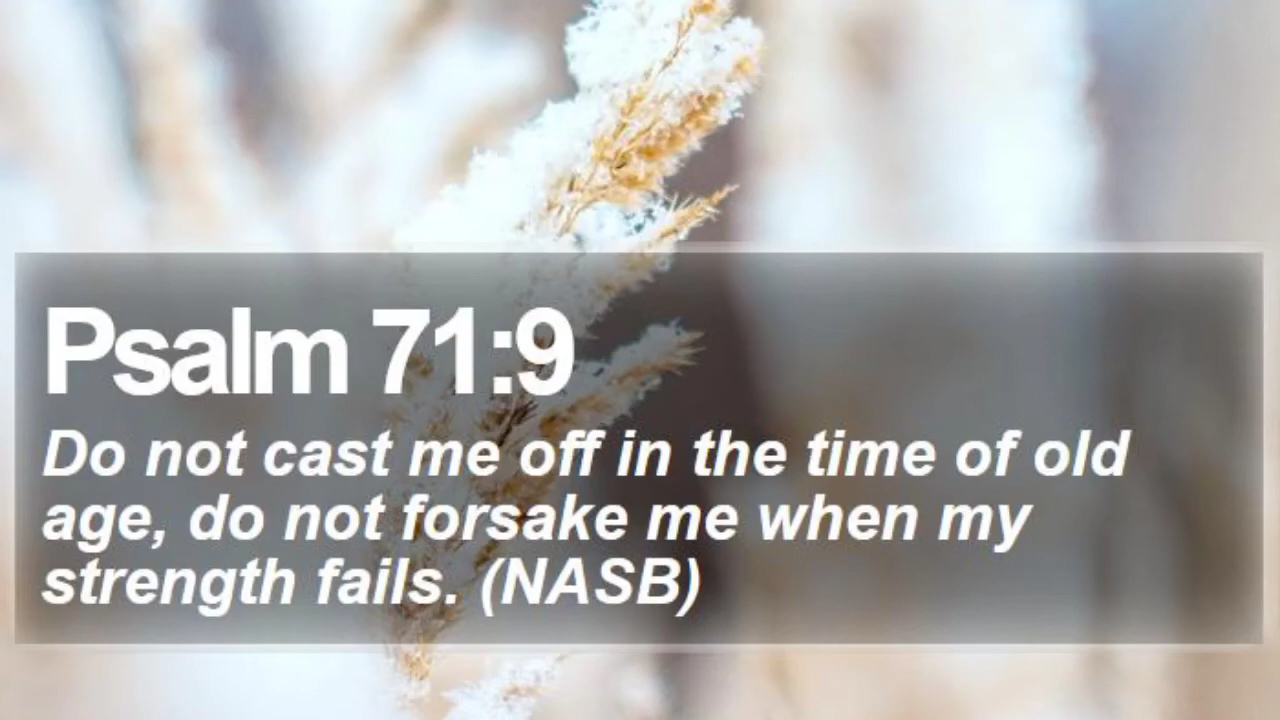 Psalm 71:9
Do not cast me off in the time of old
age, do not forsake me when my
strength fails. (NASB)